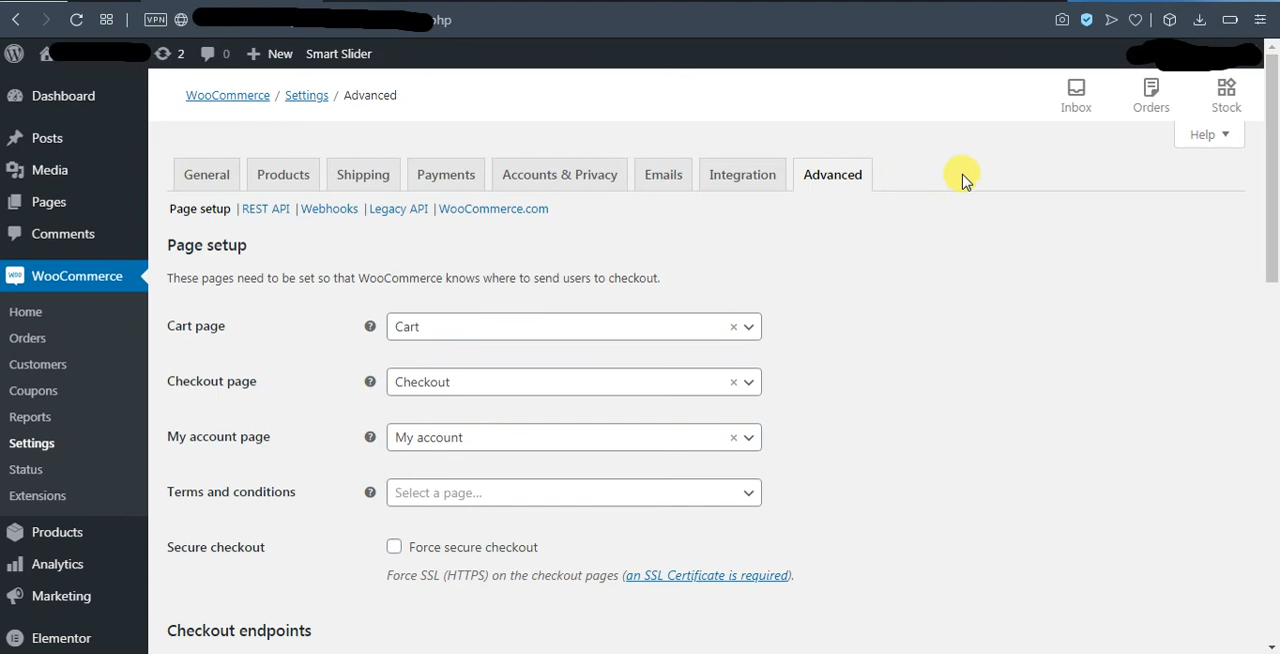 VPN
hp
2
0
New
Smart Slider
Dashboard
Posts
Media
Pages
Comments
WooCommerce
Home
Orders
Customers
Coupons
Reports
Settings
Status
Extensions
Products
Analytics
Marketing
Elementor
WooCommerce / Settings / Advanced
Inbox
Orders
Stock
Help
General
Products
Shipping
Payments
Accounts & Privacy
Emails
Integration
Advanced
Page setup | REST API | Webhooks | Legacy API | WooCommerce.com
Page setup
These pages need to be set so that WooCommerce knows where to send users to checkout.
Cart page
Cart
Checkout page
Checkout
My account page
My account
Terms and conditions
Select a page...
Secure checkout
Force secure checkout
Force SSL (HTTPS) on the checkout pages (an SSL Certificate is required).
Checkout endpoints